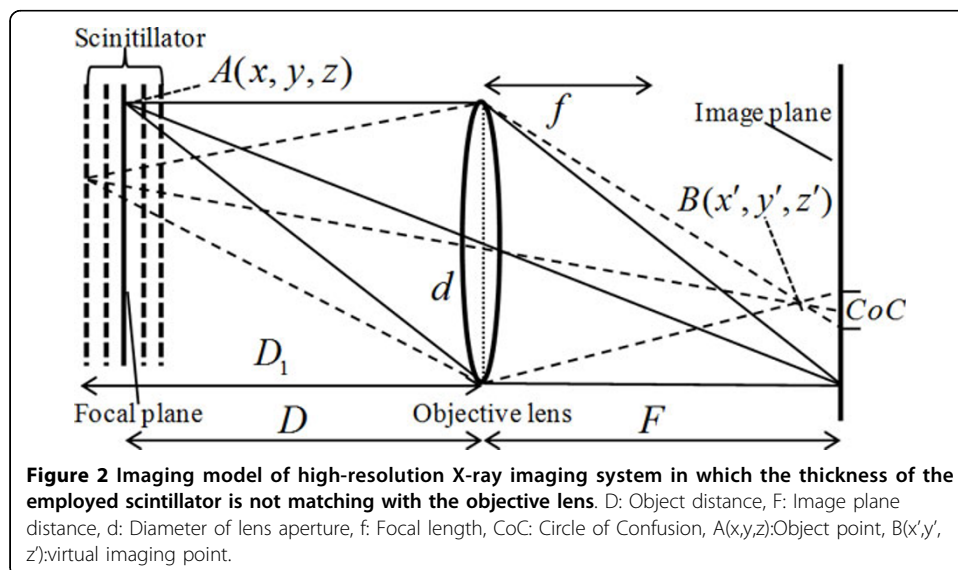 Scinitillator
A(x, y, z)
f
Image plane
B(x′, y′, z′)
d
CoC
D₁
Focal plane
Objective lens
D
F
Figure 2 Imaging model of high-resolution X-ray imaging system in which the thickness of the
employed scintillator is not matching with the objective lens. D: Object distance, F: Image plane
distance, d: Diameter of lens aperture, f: Focal length, CoC: Circle of Confusion, A(x,y,z):Object point, B(x′,y′,
z′):virtual imaging point.